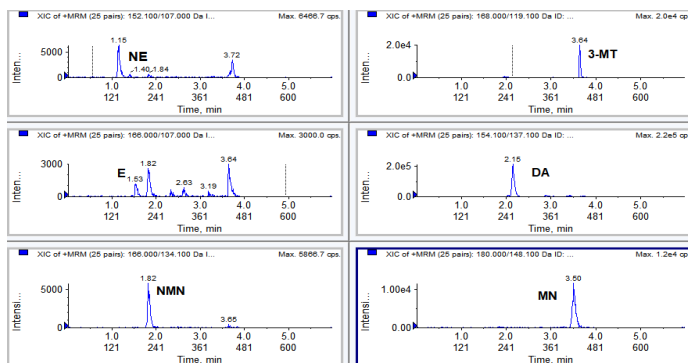 XIC of +MRM (25 pairs): 152.100/107.000 Da I... Max. 6466.7 cps.
1.15
NE
3.72
5000
1.40
1.84
Inten...
0
1.0 2.0 3.0 4.0 5.0
121 241 361 481 600
Time, min
XIC of +MRM (25 pairs): 168.000/119.100 Da ID: ... Max. 2.0e4 cps.
3.64
2.0e4
3-MT
Inten...
0.0
1.0 2.0 3.0 4.0 5.0
121 241 361 481 600
Time, min
XIC of +MRM (25 pairs): 166.000/107.000 Da I... Max. 3000.0 cps.
3000
E
1.82
3.64
1.53
2.63
3.19
Inten...
0
1.0 2.0 3.0 4.0 5.0
121 241 361 481 600
Time, min
XIC of +MRM (25 pairs): 154.100/137.100 Da ID:... Max. 2.2e5 cps.
2.15
2.0e5
DA
Inten...
0.0
1.0 2.0 3.0 4.0 5.0
121 241 361 481 600
Time, min
XIC of +MRM (25 pairs): 166.000/134.100 Da I... Max. 5866.7 cps.
1.82
NMN
5000
3.65
Intensi...
0
1.0 2.0 3.0 4.0 5.0
121 241 361 481 600
Time, min
XIC of +MRM (25 pairs): 180.000/148.100 Da ID: ... Max. 1.2e4 cps.
3.50
MN
1.00e4
Intensi...
0.00
1.0 2.0 3.0 4.0 5.0
121 241 361 481 600
Time, min